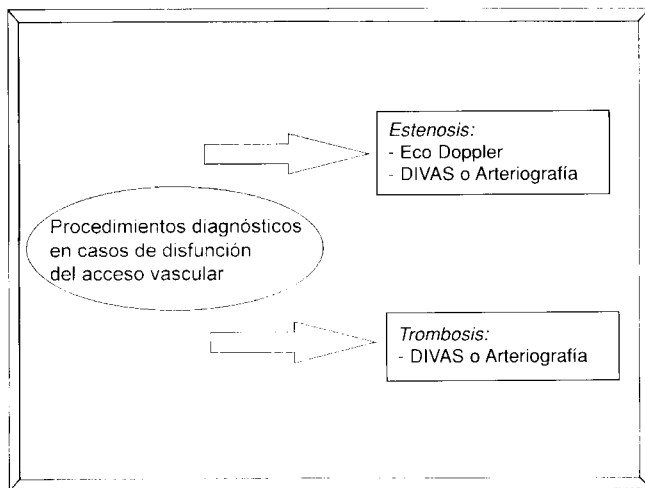 Procedimientos diagnósticos
en casos de disfunción
del acceso vascular
Estenosis:
- Eco Doppler
- DIVAS o Arteriografía
Trombosis:
- DIVAS o Arteriografía